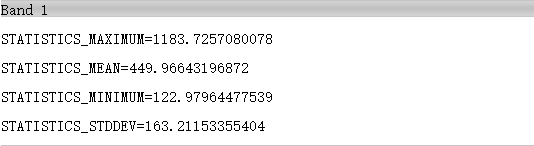 Band 1
STATISTICS_MAXIMUM=1183.7257080078
STATISTICS_MEAN=449.96643196872
STATISTICS_MINIMUM=122.97964477539
STATISTICS_STDDEV=163.21153355404